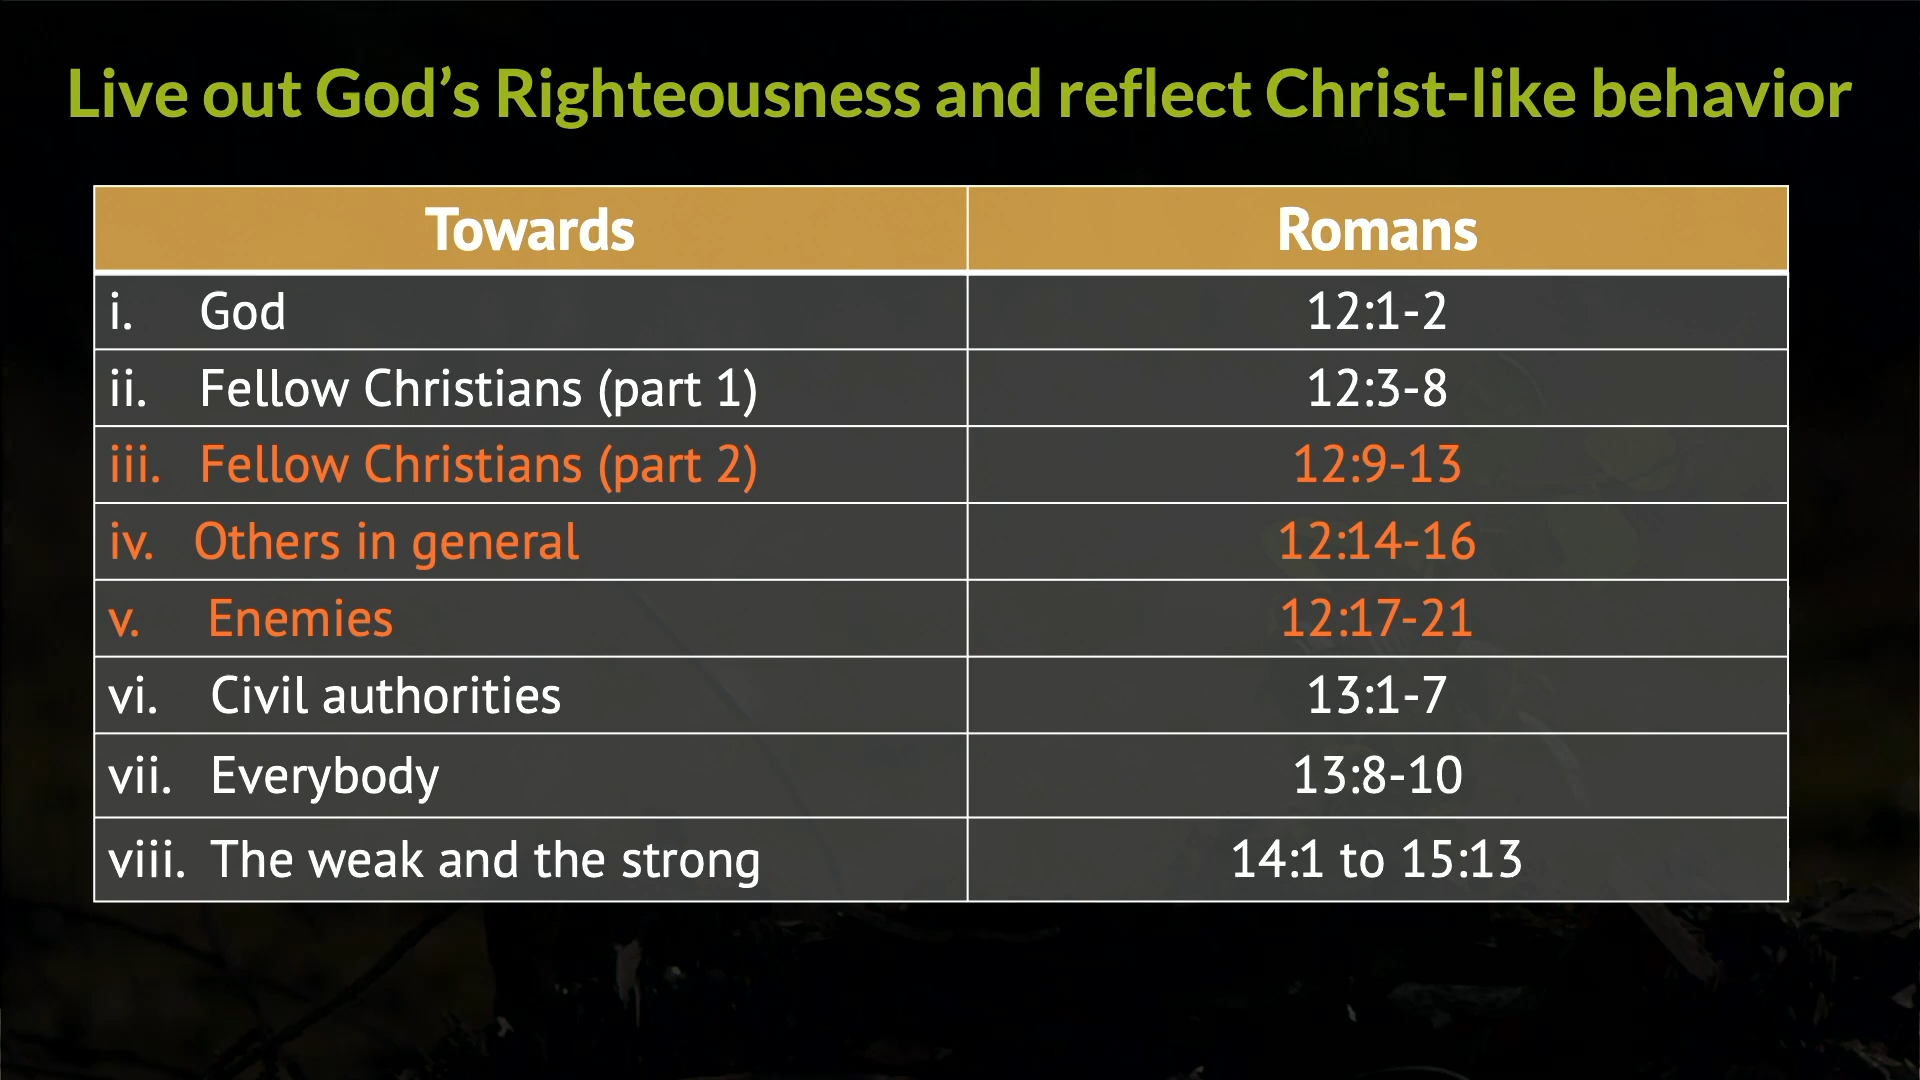 Live out God’s Righteousness and reflect Christ-like behavior
Towards Romans
i. God 12:1-2
ii. Fellow Christians (part 1) 12:3-8
iii. Fellow Christians (part 2) 12:9-13
iv. Others in general 12:14-16
v. Enemies 12:17-21
vi. Civil authorities 13:1-7
vii. Everybody 13:8-10
viii. The weak and the strong 14:1 to 15:13